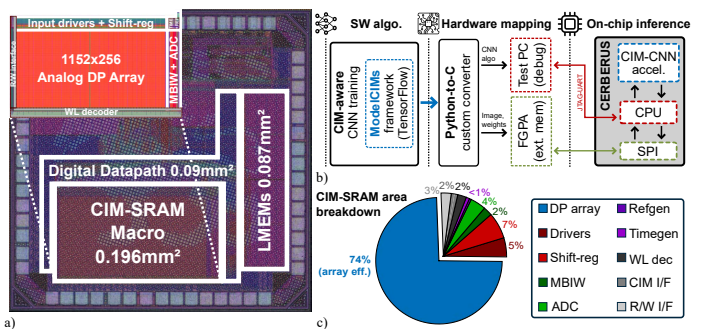 Input drivers + Shift-reg
BW
R/W interface
1152x256
Analog DP Array
MBIW + ADC
WL decoder
Digital Datapath 0.09mm²
LMEMs 0.087mm²
CIM-SRAM
Macro
0.196mm²
a)
SW algo.
Hardware mapping
On-chip inference
CIM-aware
CNN training
ModelCIMs
framework
(TensorFlow)
Python-to-C
custom converter
CNN
algo
Image,
weights
Test PC
(debug)
FGPA
(ext. mem)
JTAG-UART
CERBERUS
CIM-CNN
accel.
CPU
SPI
b)
CIM-SRAM area
breakdown
3%
2%
2%
<1%
4%
2%
7%
5%
74%
(array eff.)
DP array
Drivers
Shift-reg
MBIW
ADC
Refgen
Timegen
WL dec
CIM I/F
R/W I/F
c)